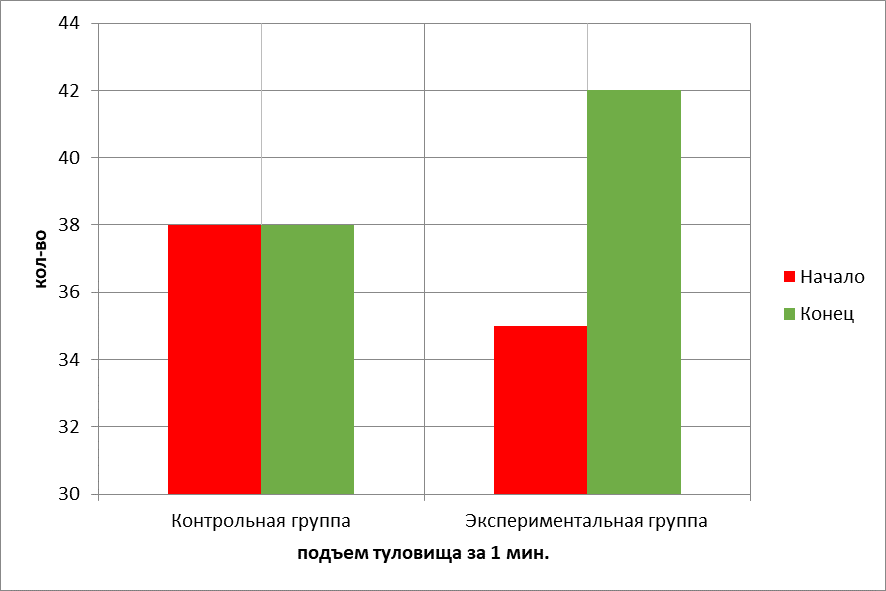 44
42
40
38
36
34
32
30
кол-во
Контрольная группа
Экспериментальная группа
подъем туловища за 1 мин.
Начало
Конец